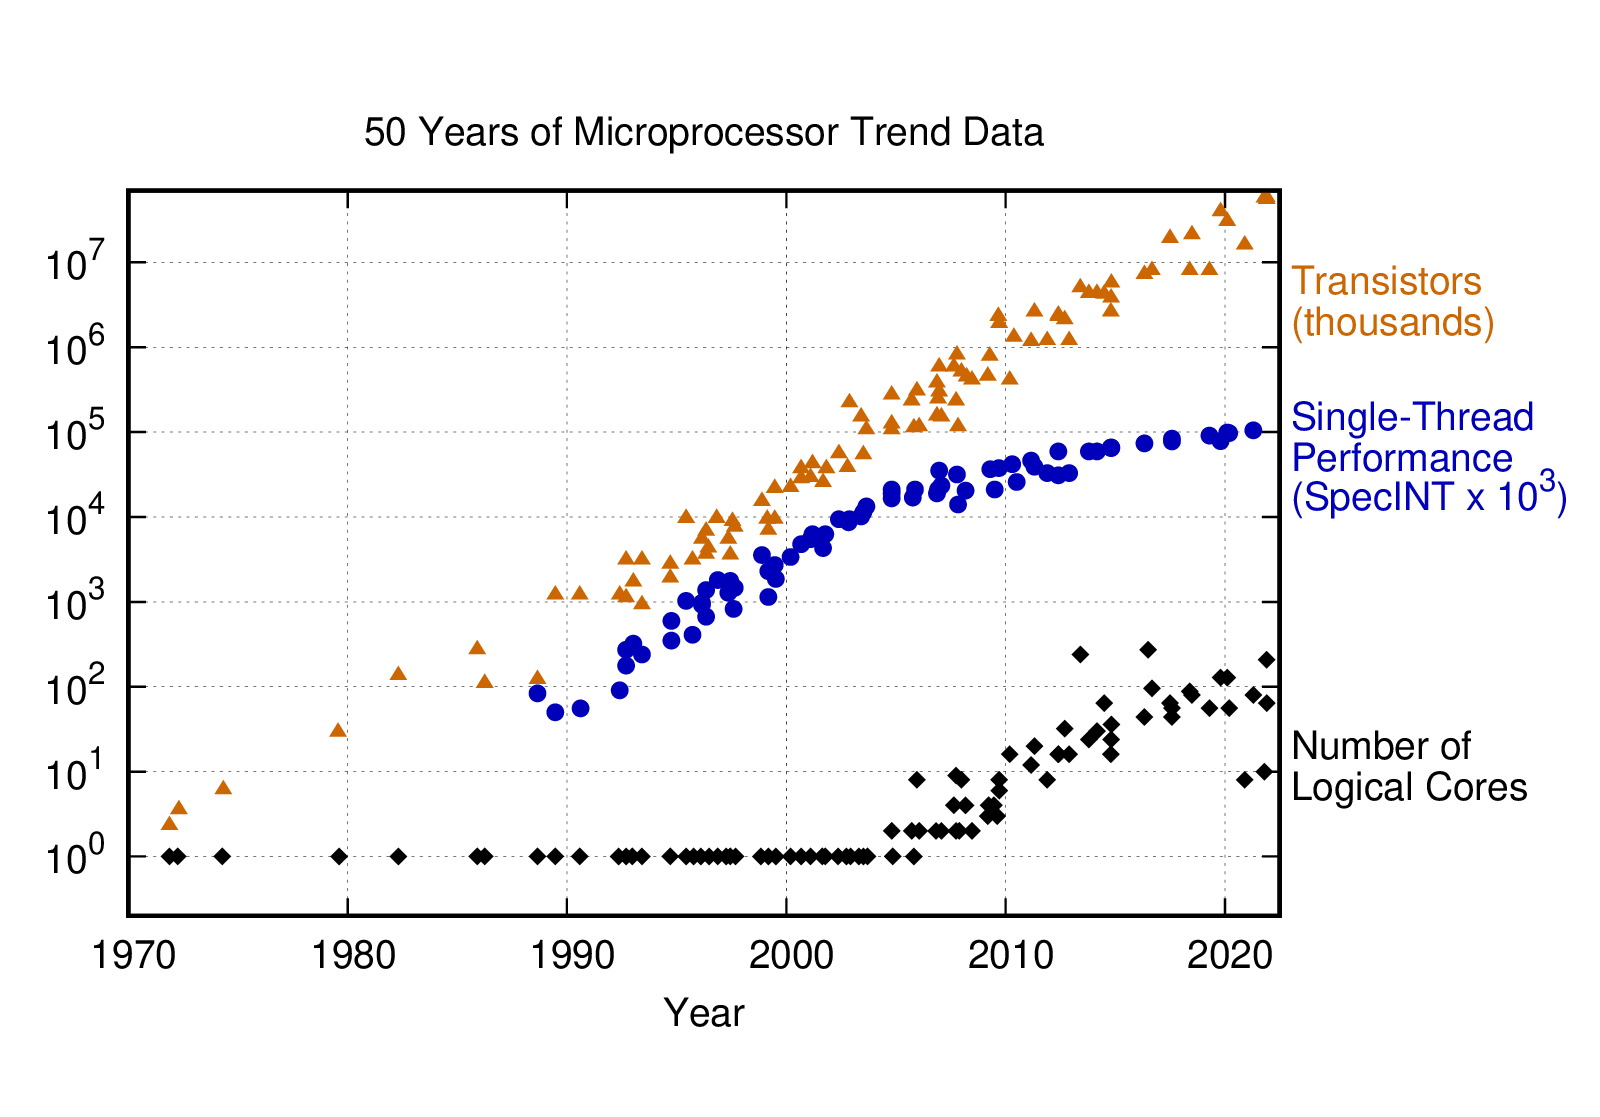 50 Years of Microprocessor Trend Data
10^7
10^6
10^5
10^4
10^3
10^2
10^1
10^0
Transistors
(thousands)
Single-Thread
Performance
(SpecINT x 10^3)
Number of
Logical Cores
1970 1980 1990 2000 2010 2020
Year